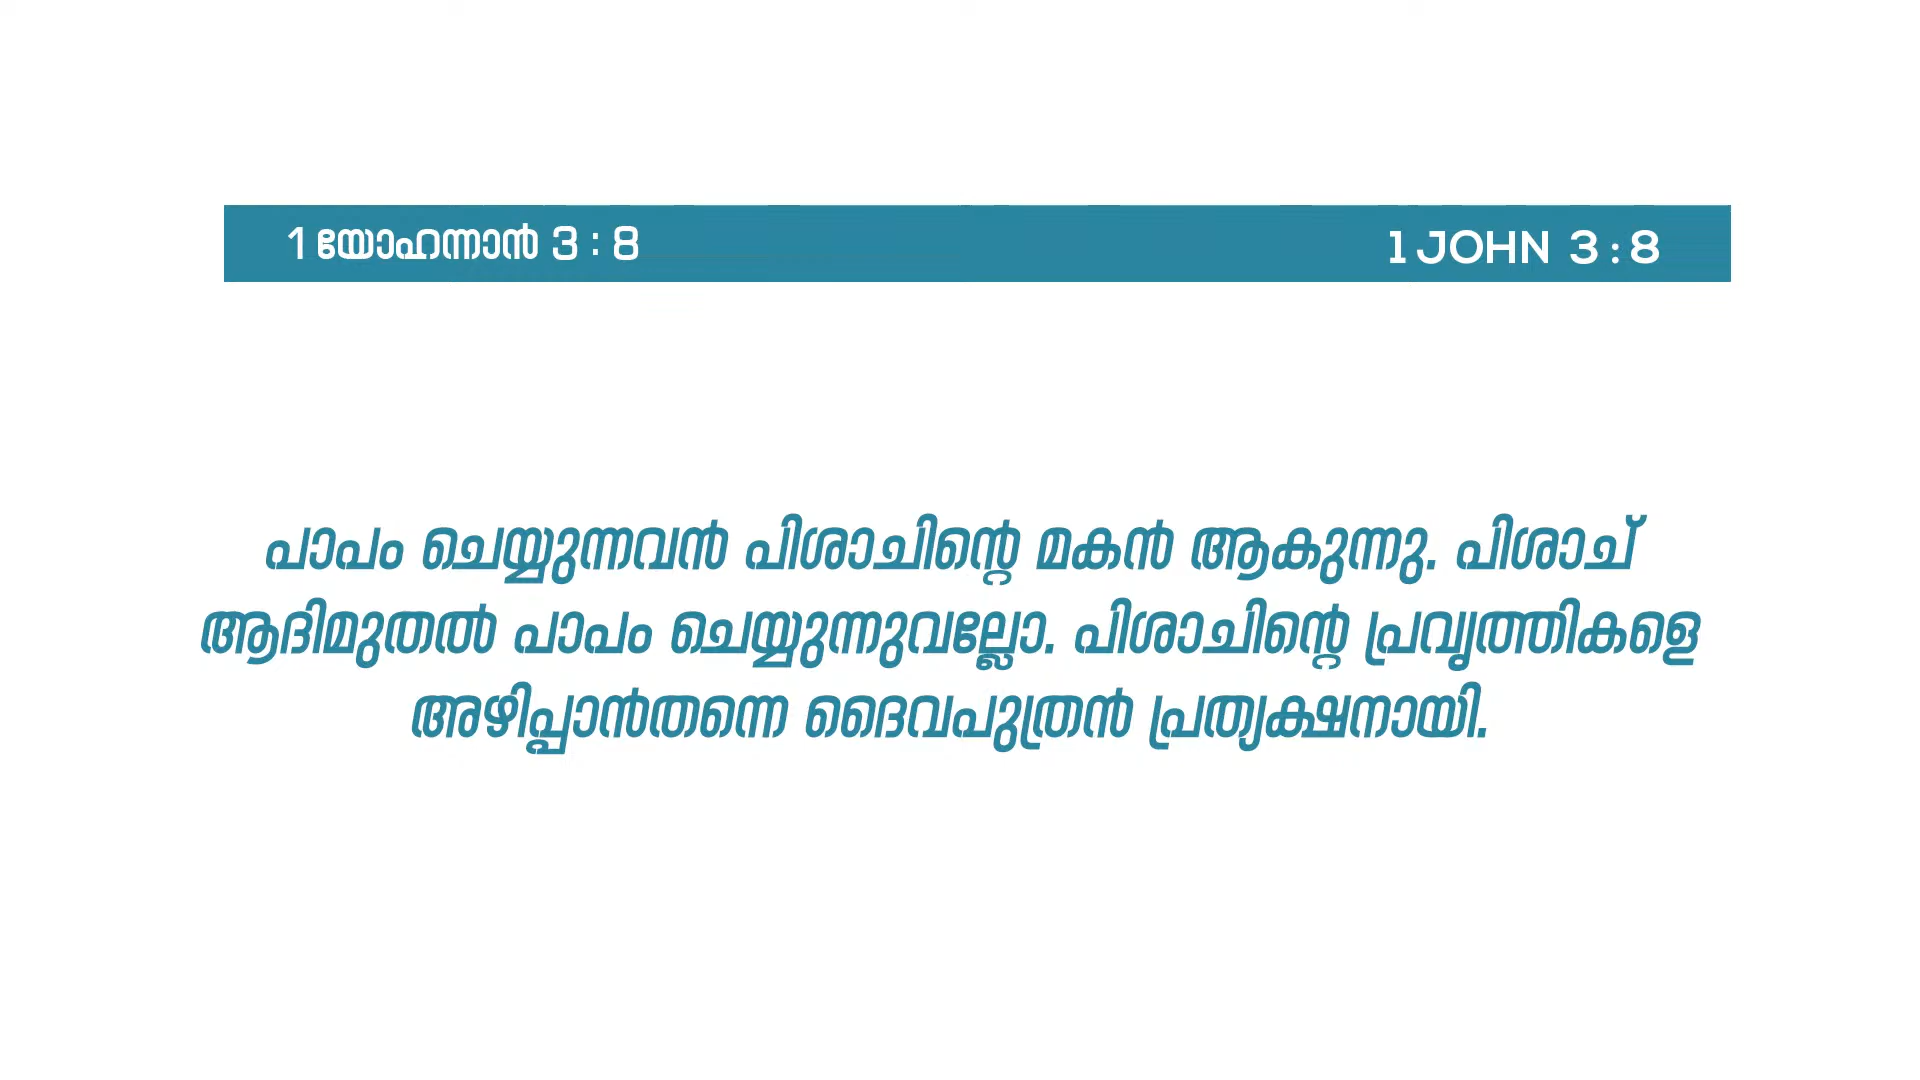 1 യോഹന്നാൻ 3 : 8
1 JOHN 3 : 8
പാപം ചെയ്യുന്നവൻ പിശാചിന്റെ മകൻ ആകുന്നു. പിശാച്
ആദിമുതൽ പാപം ചെയ്യുന്നുവല്ലോ. പിശാചിന്റെ പ്രവൃത്തികളെ
അഴിപ്പാൻതന്നെ ദൈവപുത്രൻ പ്രത്യക്ഷനായി.